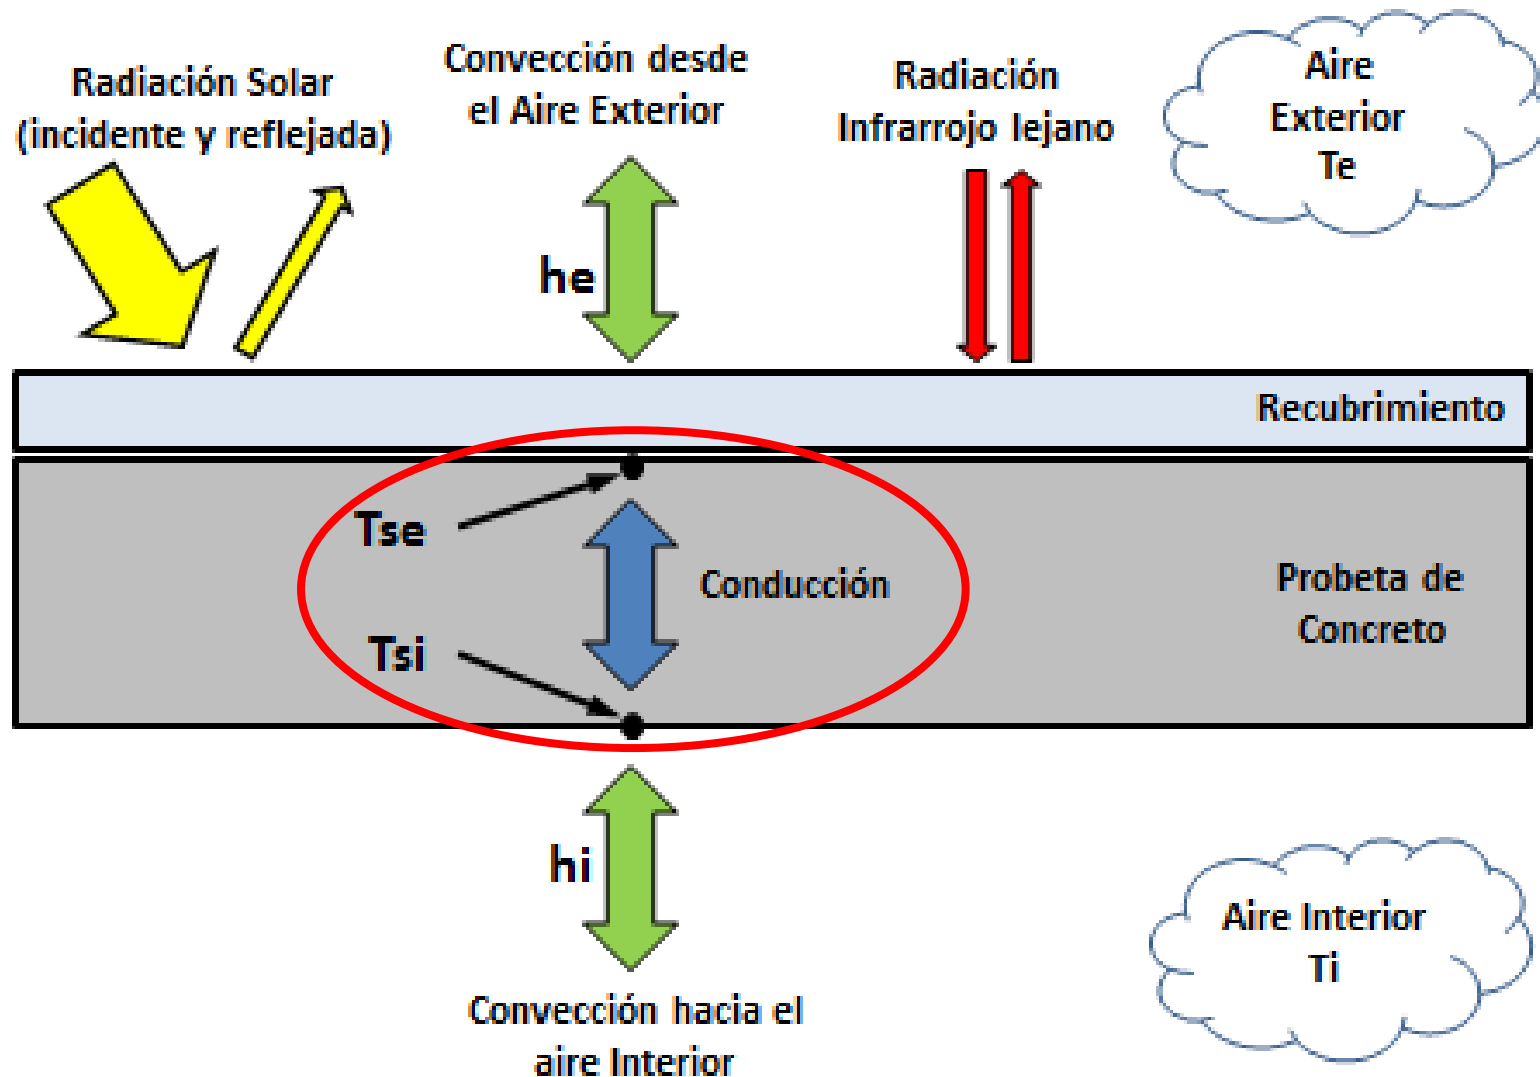 Radiación Solar
(incidente y reflejada)
Convección desde
el Aire Exterior
Radiación
Infrarrojo lejano
Aire
Exterior
Te
he
Recubrimiento
Tse
Conducción
Tsi
Probeta de
Concreto
hi
Convección hacia el
aire Interior
Aire Interior
Ti